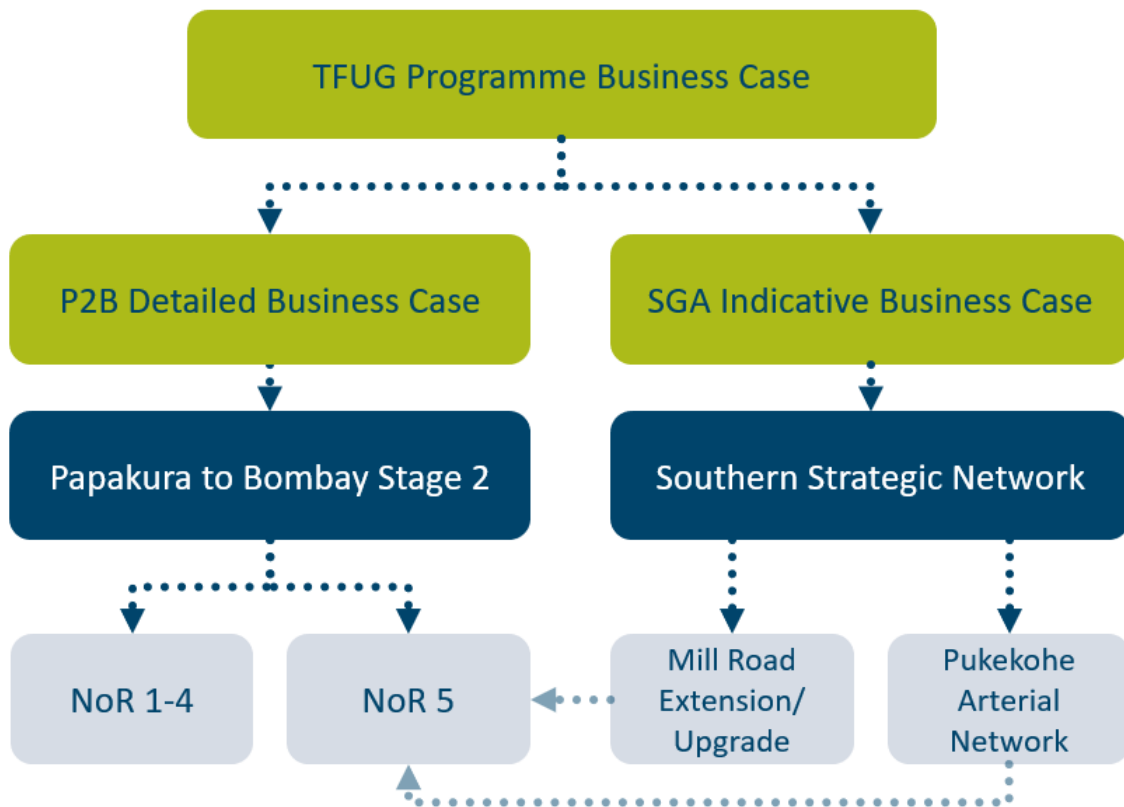 TFUG Programme Business Case
P2B Detailed Business Case
SGA Indicative Business Case
Papakura to Bombay Stage 2
Southern Strategic Network
NoR 1-4
NoR 5
Mill Road
Extension/
Upgrade
Pukekohe
Arterial
Network